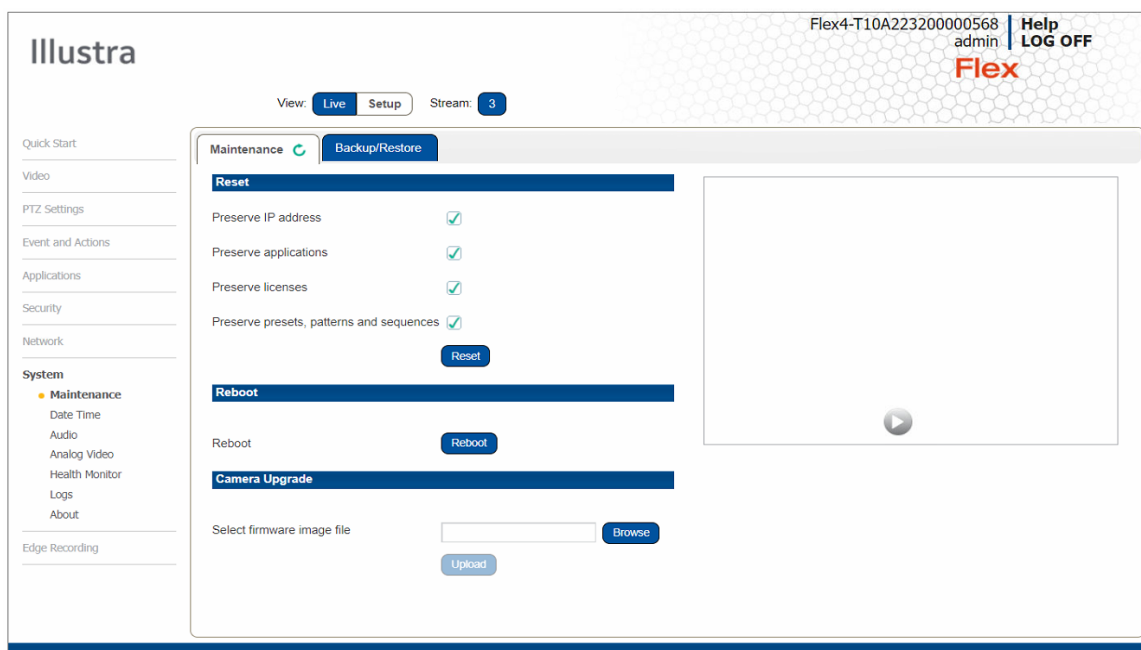 Illustra
Flex4-T10A223200000568
Help
admin
LOG OFF
Flex
View: Live Setup Stream: 3
Quick Start
Video
PTZ Settings
Event and Actions
Applications
Security
Network
System
Maintenance
Date Time
Audio
Analog Video
Health Monitor
Logs
About
Edge Recording
Maintenance
Backup/Restore
Reset
Preserve IP address
Preserve applications
Preserve licenses
Preserve presets, patterns and sequences
Reset
Reboot
Reboot
Reboot
Camera Upgrade
Select firmware image file
Browse
Upload